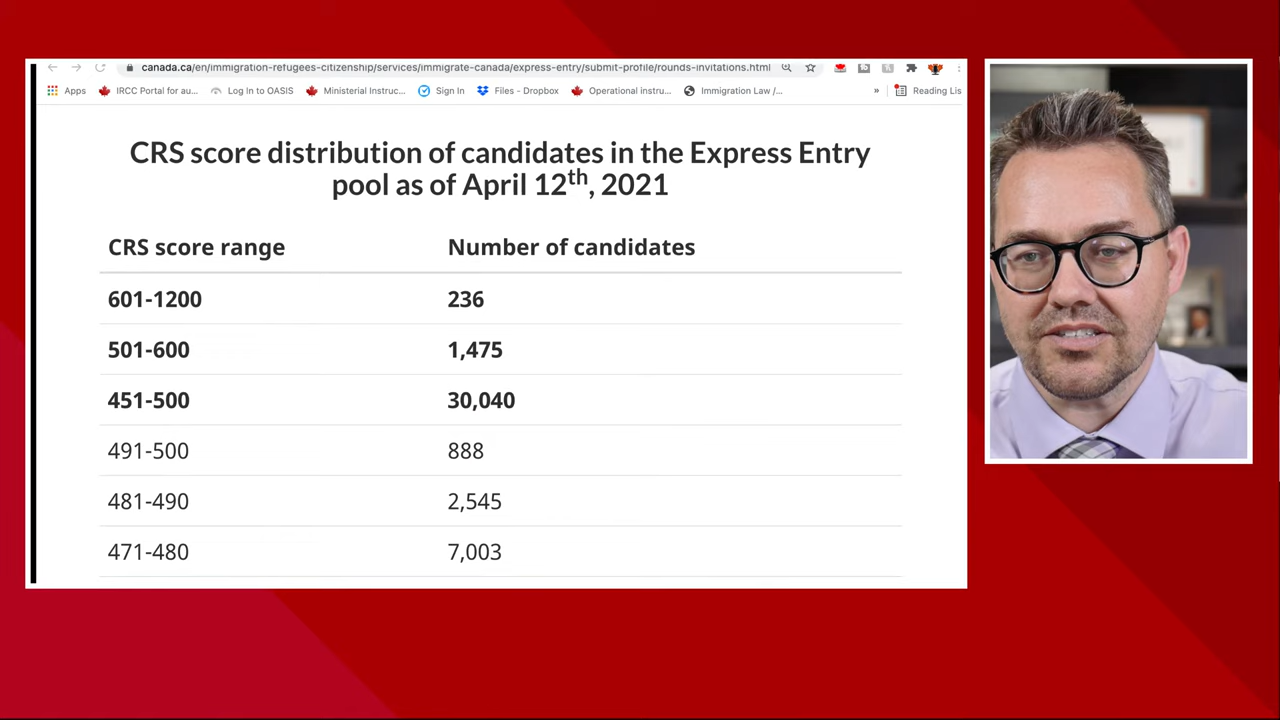 canada.ca/en/immigration-refugees-citizenship/services/immigrate-canada/express-entry/submit-profile/rounds-invitations.html
Apps IRCC Portal for au... Log In to OASIS Ministerial Instruc... Sign In Files - Dropbox Operational instru... Immigration Law /... » Reading Lis
CRS score distribution of candidates in the Express Entry
pool as of April 12th, 2021
CRS score range Number of candidates
601-1200 236
501-600 1,475
451-500 30,040
491-500 888
481-490 2,545
471-480 7,003